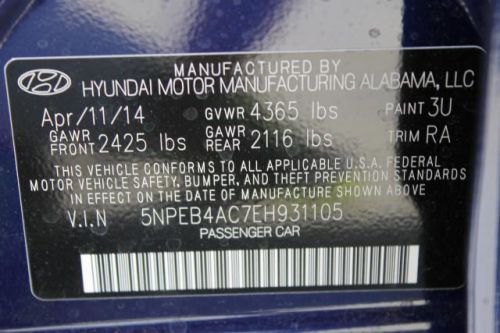 MANUFACTURED BY
HYUNDAI MOTOR MANUFACTURING ALABAMA, LLC
Apr/11/14 GVWR 4365 lbs PAINT 3U
GAWR FRONT 2425 lbs GAWR REAR 2116 lbs TRIM RA
THIS VEHICLE CONFORMS TO ALL APPLICABLE U.S.A. FEDERAL
MOTOR VEHICLE SAFETY, BUMPER, AND THEFT PREVENTION STANDARDS
IN EFFECT ON THE DATE OF MANUFACTURE SHOWN ABOVE.
V.I.N 5NPEB4AC7EH931105
PASSENGER CAR